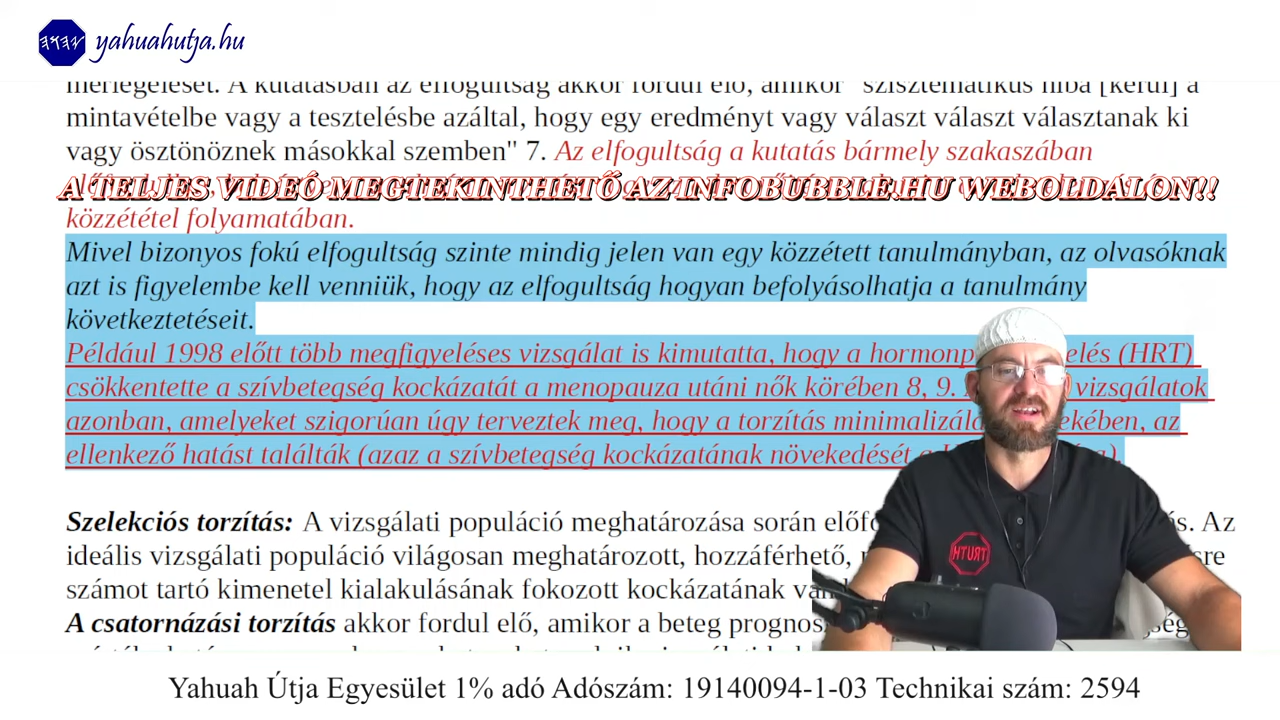 yahuahutja.hu
mérlegelését. A kutatásban az elfogultság akkor fordul elő, amikor "szisztematikus hiba [kerül] a
mintavételbe vagy a tesztelésbe azáltal, hogy egy eredményt vagy választ választ választanak ki
vagy ösztönöznek másokkal szemben" 7. Az elfogultság a kutatás bármely szakaszában
A TELJES VIDEÓ MEGTEKINTHETŐ AZ INFOBUBBLE.HU WEBOLDALON!!
közzététel folyamatában.
Mivel bizonyos fokú elfogultság szinte mindig jelen van egy közzétett tanulmányban, az olvasóknak
azt is figyelembe kell venniük, hogy az elfogultság hogyan befolyásolhatja a tanulmány
következtetéseit.
Például 1998 előtt több megfigyeléses vizsgálat is kimutatta, hogy a (HRT)
csökkentette a szívbetegség kockázatát a menopauza utáni nők körében 8, 9. vizsgálatok
azonban, amelyeket szigorúan úgy terveztek meg, hogy a torzítás az
ellenkező hatást találták (azaz a szívbetegség kockázatának növekedését a
Szelekciós torzítás: A vizsgálati populáció meghatározása során Az
ideális vizsgálati populáció világosan meghatározott, hozzáférhető,
számot tartó kimenetel kialakulásának fokozott kockázatának
A csatornázási torzítás akkor fordul elő, amikor a beteg
TRUTH
Yahuah Útja Egyesület 1% adó Adószám: 19140094-1-03 Technikai szám: 2594